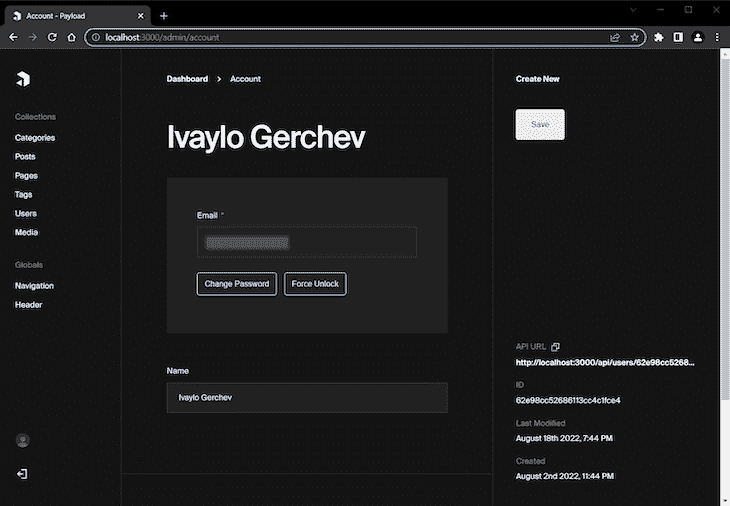 Account - Payload
localhost:3000/admin/account
Dashboard > Account
Create New
Save
Collections
Categories
Posts
Pages
Tags
Users
Media
Globals
Navigation
Header
Ivaylo Gerchev
Email *
Change Password
Force Unlock
Name
Ivaylo Gerchev
API URL
http://localhost:3000/api/users/62e98cc5268...
ID
62e98cc52686113cc4c1fce4
Last Modified
August 18th 2022, 7:44 PM
Created
August 2nd 2022, 11:44 PM